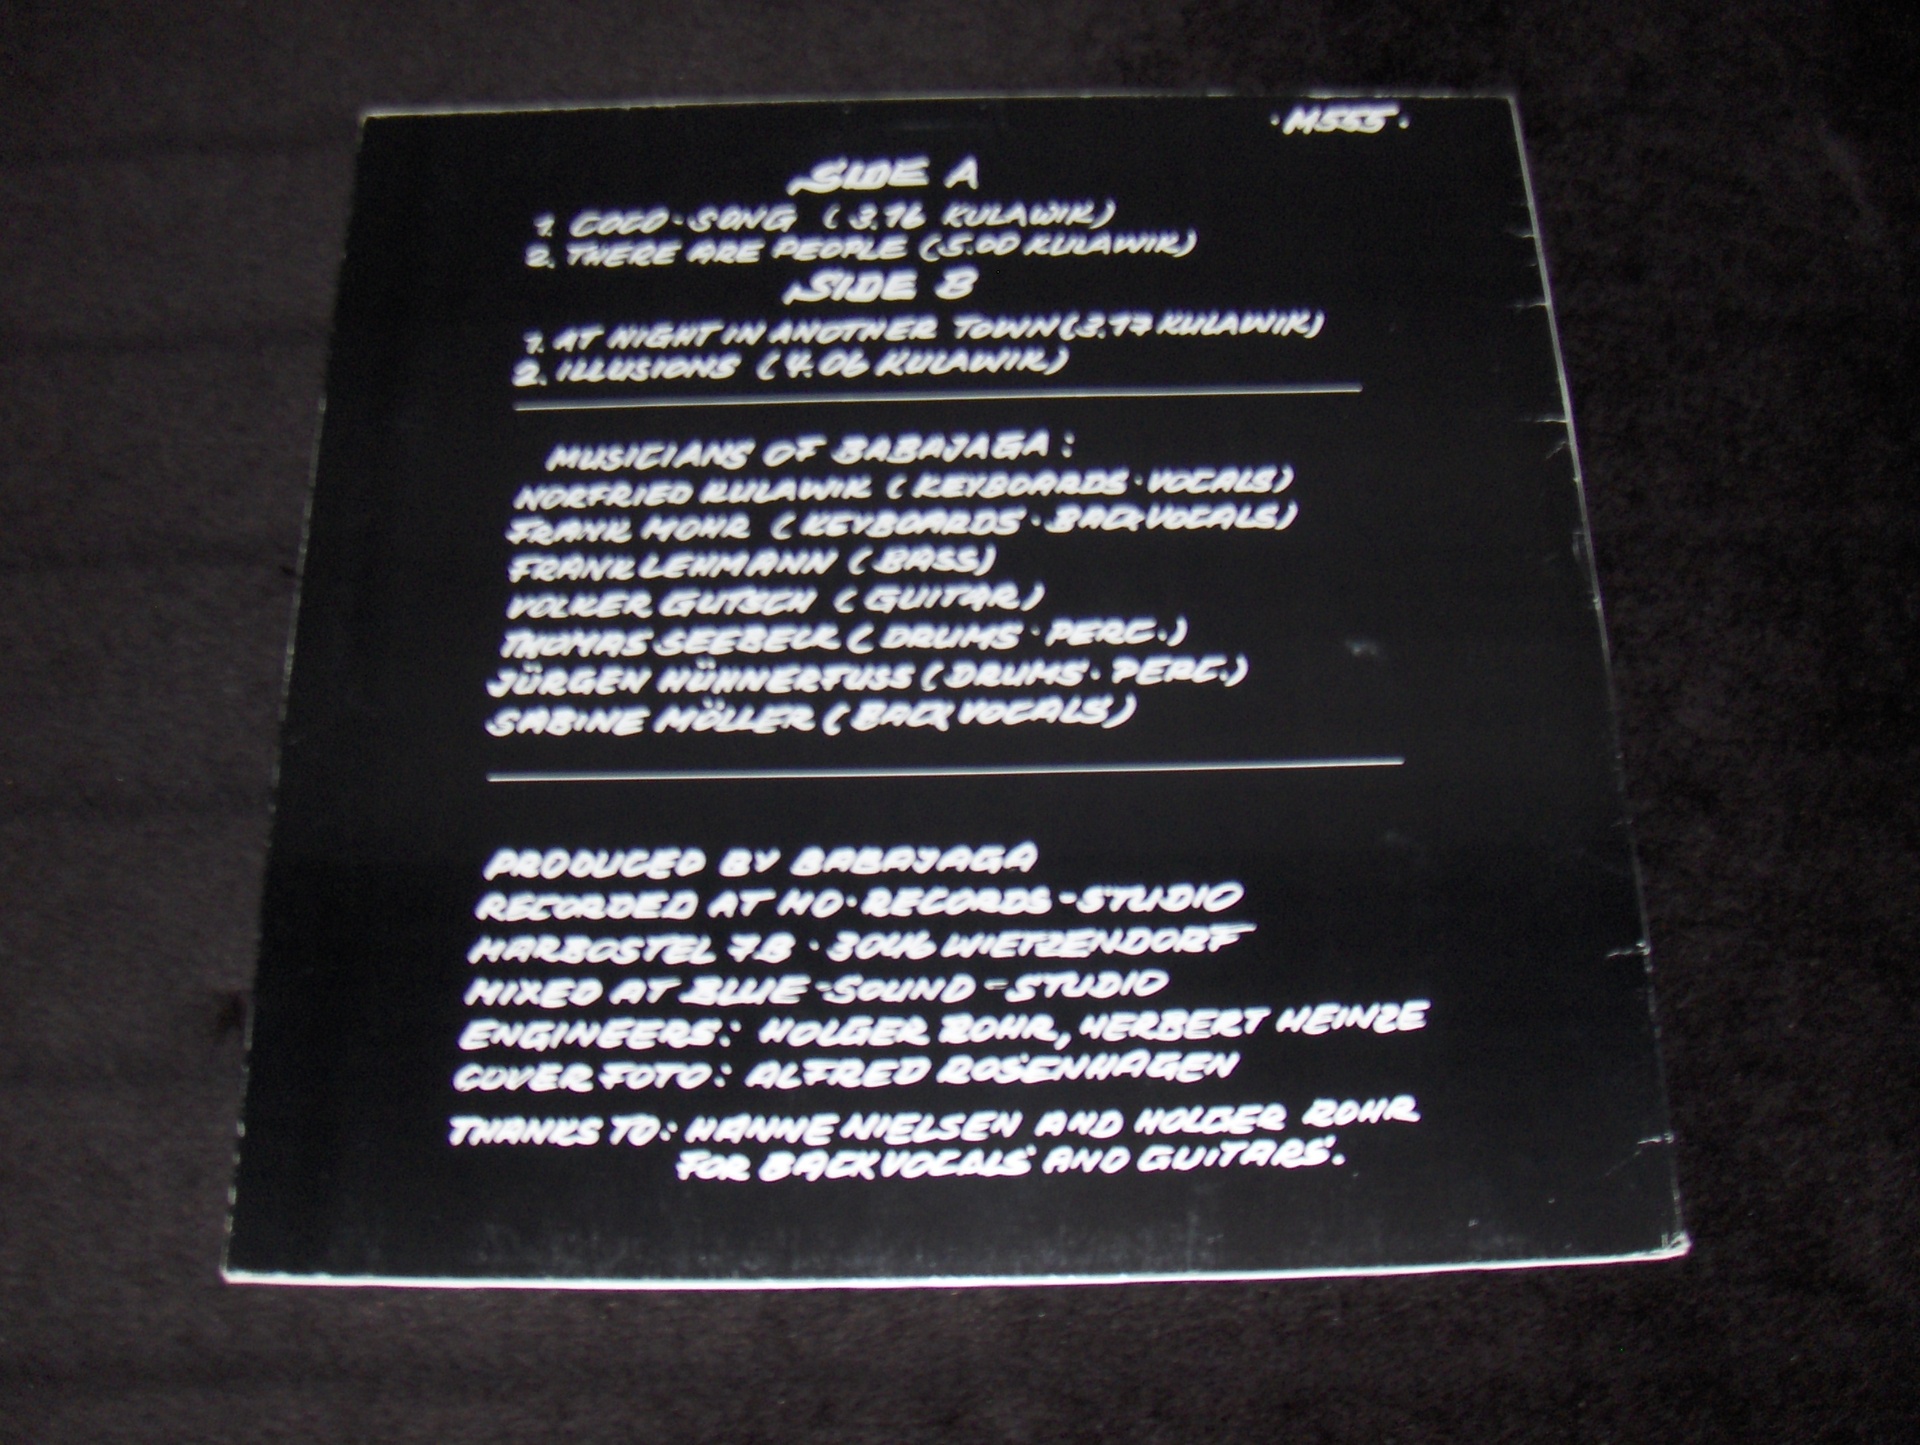 ·M555·
SIDE A
1. COCO-SONG (3.16 KULAWIK)
2. THERE ARE PEOPLE (5.00 KULAWIK)
SIDE B
1. AT NIGHT IN ANOTHER TOWN (3.17 KULAWIK)
2. ILLUSIONS (4.06 KULAWIK)
MUSICIANS OF BABAJAGA:
NORFRIED KULAWIK (KEYBOARDS · VOCALS)
FRANK MOHR (KEYBOARDS · BACKVOCALS)
FRANK LEHMANN (BASS)
VOLKER GUTSCH (GUITAR)
THOMAS SEEBECK (DRUMS · PERC.)
JÜRGEN HÜHNERFUSS (DRUMS · PERC.)
SABINE MÖLLER (BACKVOCALS)
PRODUCED BY BABAJAGA
RECORDED AT HO·RECORDS-STUDIO
MARBOSTEL 7B · 3046 WIETZENDORF
MIXED AT BLUE-SOUND-STUDIO
ENGINEERS: HOLGER ROHR, HERBERT HEINZE
COVER FOTO: ALFRED ROSENHAGEN
THANKS TO: HANNE NIELSEN AND HOLGER ROHR
FOR BACKVOCALS AND GUITARS.